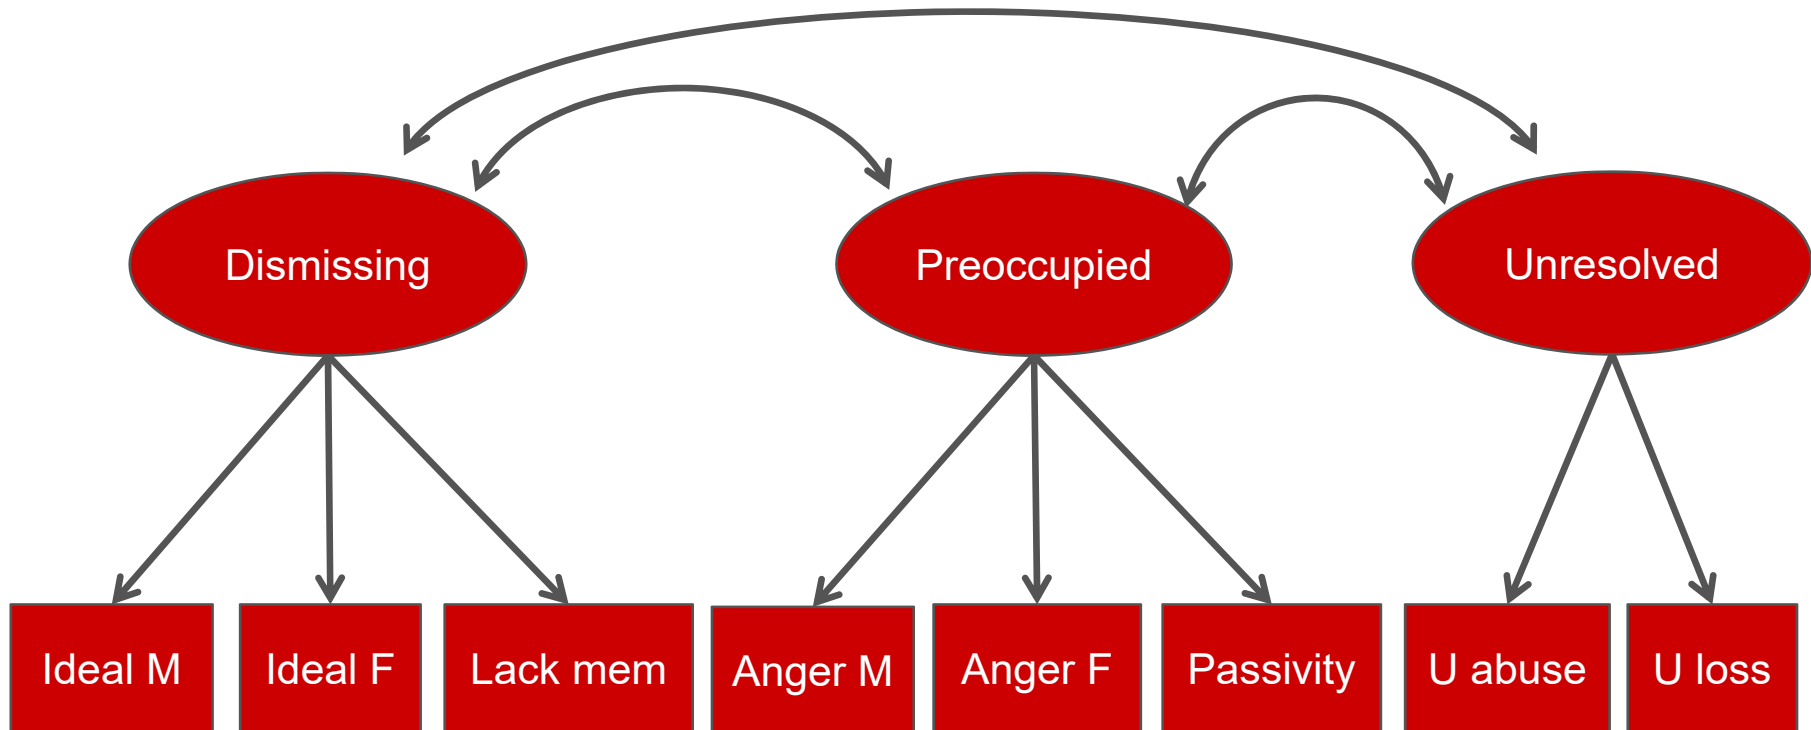 Dismissing
Preoccupied
Unresolved
Ideal M
Ideal F
Lack mem
Anger M
Anger F
Passivity
U abuse
U loss